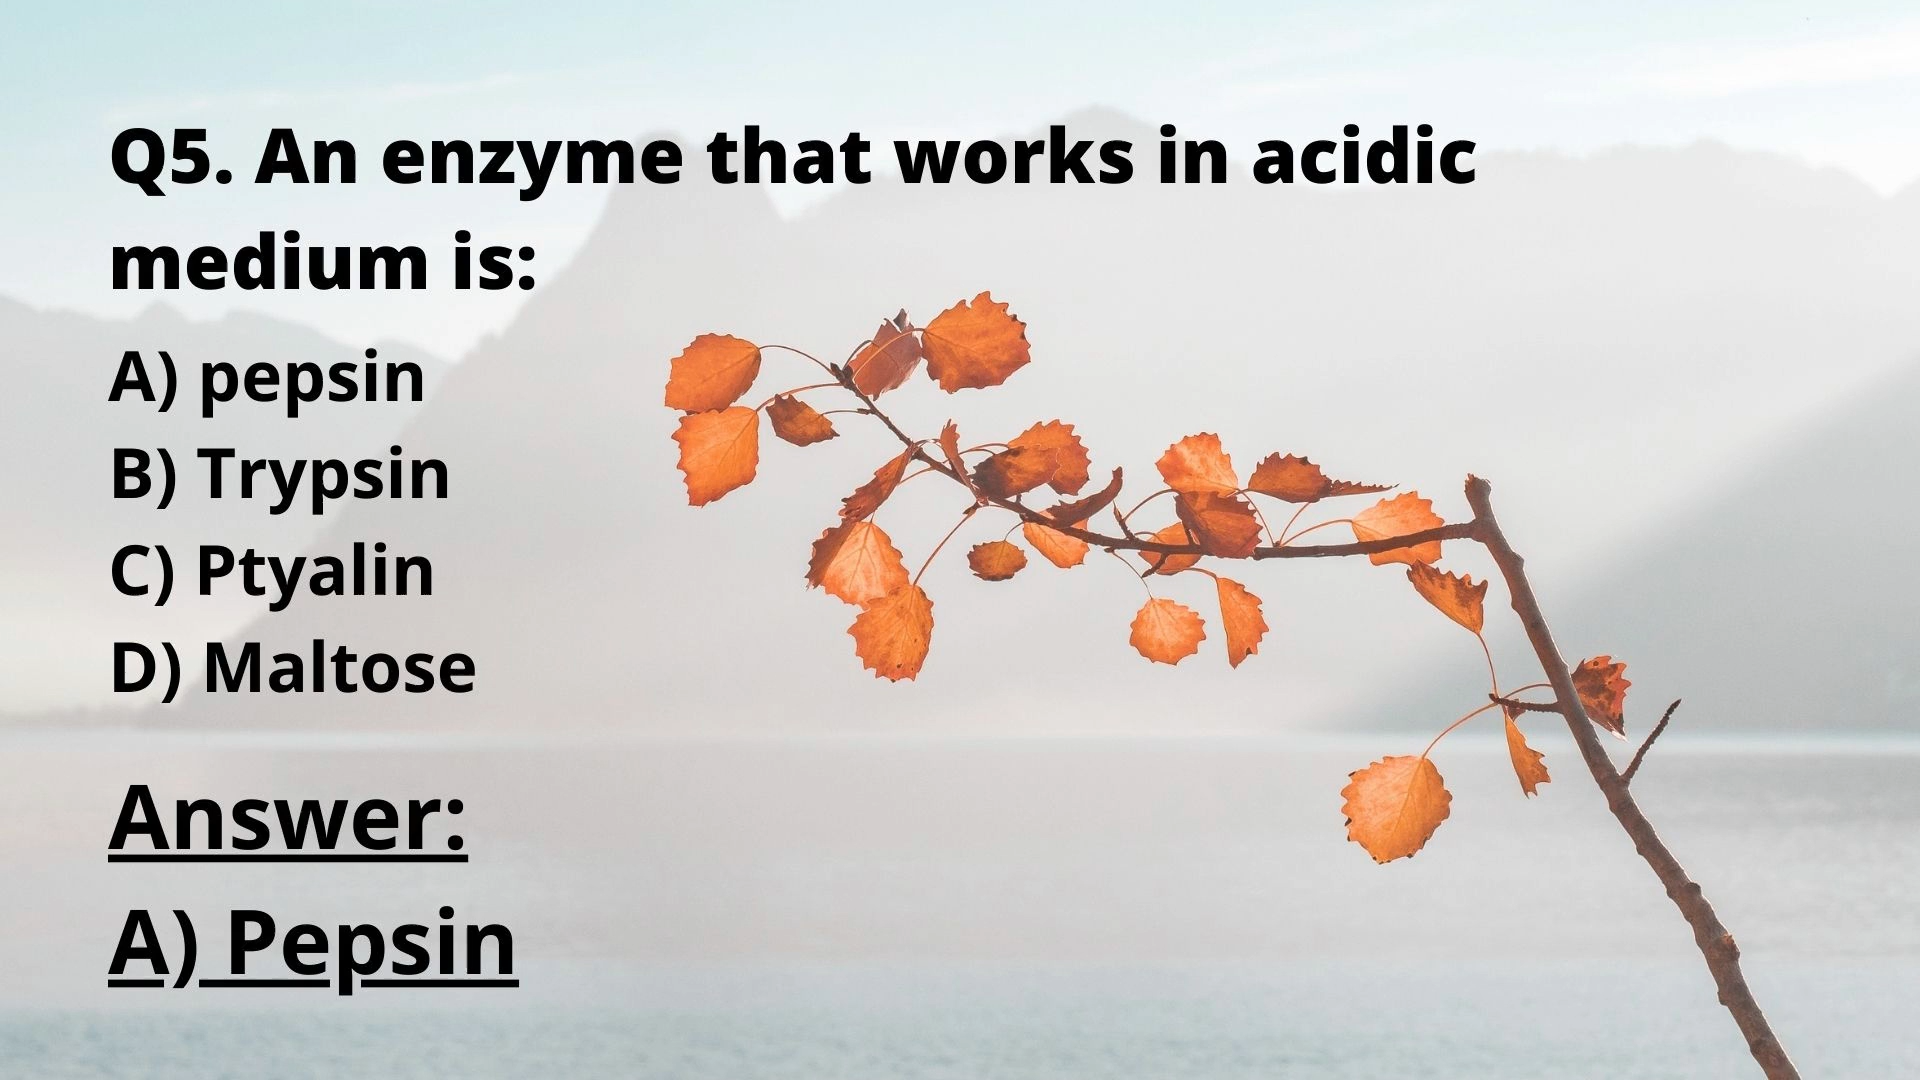 Q5. An enzyme that works in acidic
medium is:
A) pepsin
B) Trypsin
C) Ptyalin
D) Maltose
Answer:
A) Pepsin